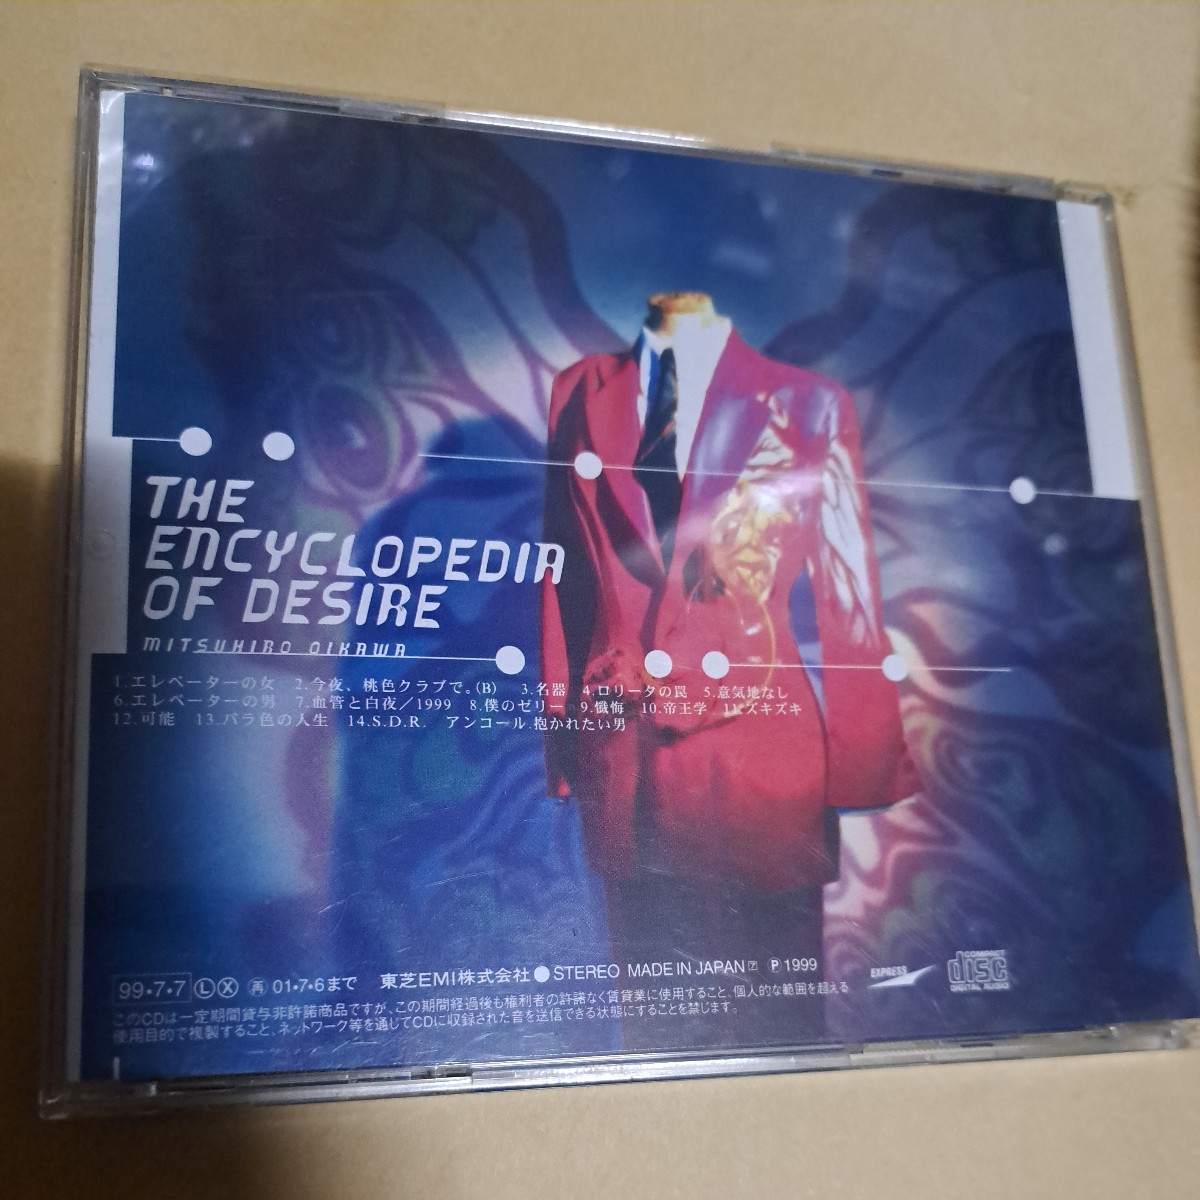 THE
ENCYCLOPEDIA
OF DESIRE
MITSUHIRO OIKAWA
1.エレベーターの女 2.今夜、桃色クラブで。(B) 3.名器 4.ロリータの罠 5.意気地なし
6.エレベーターの男 7.血管と白夜／1999 8.僕のゼリー 9.懺悔 10.帝王学 11.ズキズキ
12.可能 13.バラ色の人生 14.S.D.R. アンコール.抱かれたい男
99・7・7 Ⓛ Ⓧ 再 01・7・6まで 東芝EMI株式会社●STEREO MADE IN JAPAN ア Ⓟ 1999
このCDは一定期間貸与非許諾商品ですが、この期間経過後も権利者の許諾なく賃貸業に使用すること、個人的な範囲を超える
使用目的で複製すること、ネットワーク等を通じてCDに収録された音を送信できる状態にすることを禁じます。
EXPRESS
COMPACT
disc
DIGITAL AUDIO